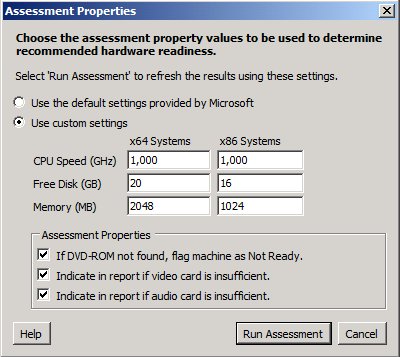 Assessment Properties
Choose the assessment property values to be used to determine
recommended hardware readiness.
Select 'Run Assessment' to refresh the results using these settings.
Use the default settings provided by Microsoft
Use custom settings
x64 Systems x86 Systems
CPU Speed (GHz) 1,000 1,000
Free Disk (GB) 20 16
Memory (MB) 2048 1024
Assessment Properties
If DVD-ROM not found, flag machine as Not Ready.
Indicate in report if video card is insufficient.
Indicate in report if audio card is insufficient.
Help Run Assessment Cancel